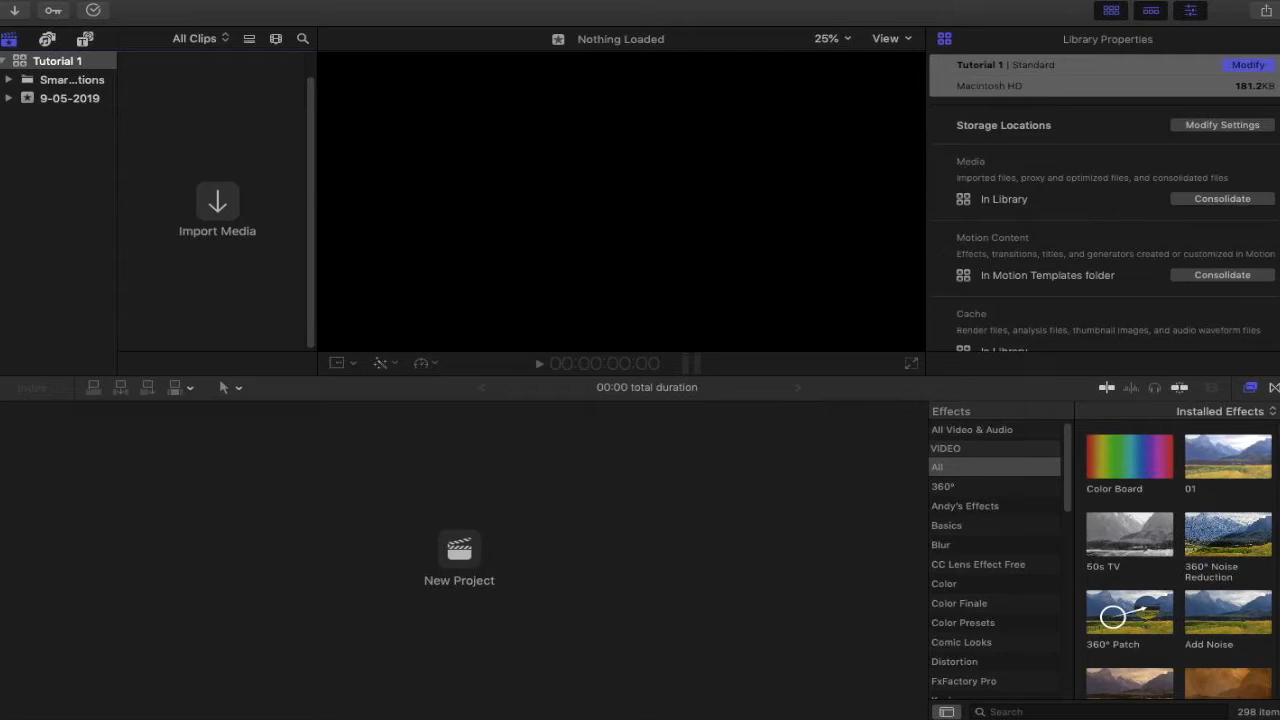 All Clips
Nothing Loaded
25%
View
Library Properties
Tutorial 1
Smar...tions
9-05-2019
Import Media
Tutorial 1 | Standard
Modify
Macintosh HD
181.2KB
Storage Locations
Modify Settings
Media
Imported files, proxy and optimized files, and consolidated files
In Library
Consolidate
Motion Content
Effects, transitions, titles, and generators created or customized in Motion
In Motion Templates folder
Consolidate
Cache
Render files, analysis files, thumbnail images, and audio waveform files
In Library
00:00:00:00
Index
00:00 total duration
New Project
Effects
Installed Effects
All Video & Audio
VIDEO
All
360°
Andy's Effects
Basics
Blur
CC Lens Effect Free
Color
Color Finale
Color Presets
Comic Looks
Distortion
FxFactory Pro
Color Board
01
50s TV
360° Noise
Reduction
360° Patch
Add Noise
Search
298 item